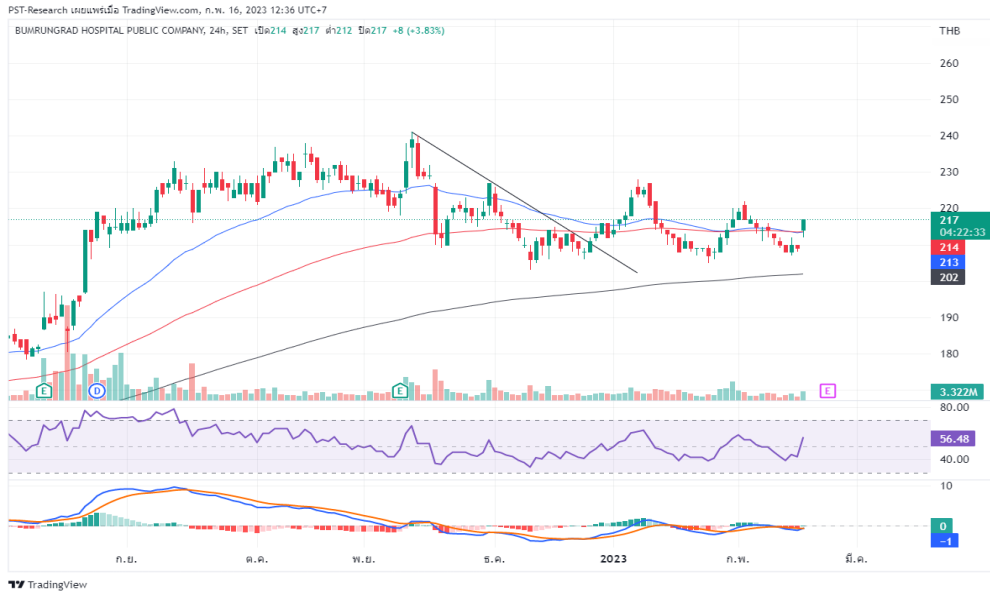 PST-Research เผยแพร่เมื่อ TradingView.com, ก.พ. 16, 2023 12:36 UTC+7
BUMRUNGRAD HOSPITAL PUBLIC COMPANY, 24h, SET เปิด214 สูง217 ต่ำ212 ปิด217 +8 (+3.83%)
THB
260
250
240
230
220
217
04:22:33
214
213
202
190
180
E
D
E
E
3.322M
80.00
56.48
40.00
10
0
−1
ก.ย.
ต.ค.
พ.ย.
ธ.ค.
2023
ก.พ.
มี.ค.
TradingView